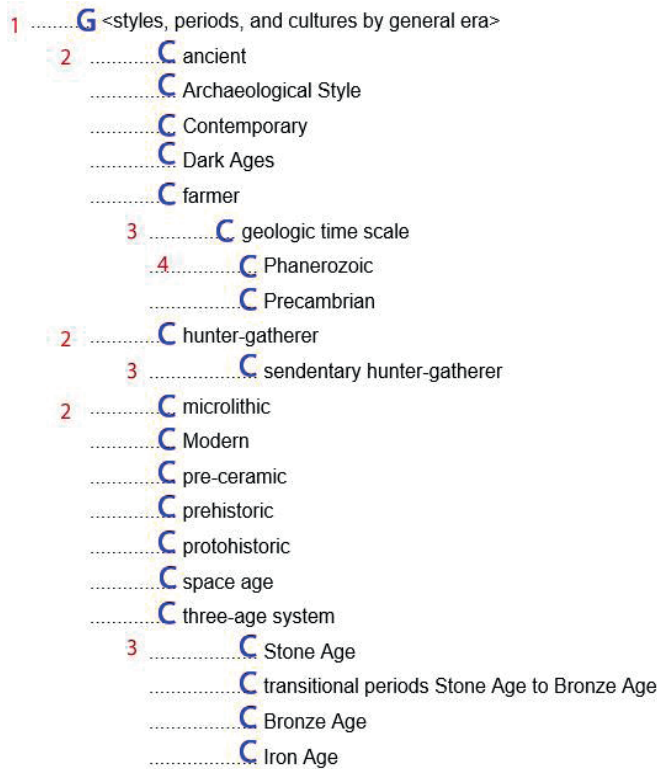 1 ........ G <styles, periods, and cultures by general era>
2 .............. C ancient
.............. C Archaeological Style
.............. C Contemporary
.............. C Dark Ages
.............. C farmer
3 .............. C geologic time scale
4 .............. C Phanerozoic
.............. C Precambrian
2 .............. C hunter-gatherer
3 .............. C sendentary hunter-gatherer
2 .............. C microlithic
.............. C Modern
.............. C pre-ceramic
.............. C prehistoric
.............. C protohistoric
.............. C space age
.............. C three-age system
3 .............. C Stone Age
.............. C transitional periods Stone Age to Bronze Age
.............. C Bronze Age
.............. C Iron Age